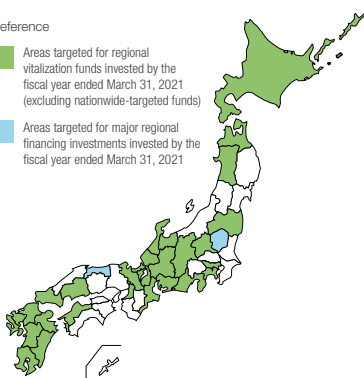 eference
Areas targeted for regional
vitalization funds invested by the
fiscal year ended March 31, 2021
(excluding nationwide-targeted funds)
Areas targeted for major regional
financing investments invested by the
fiscal year ended March 31, 2021